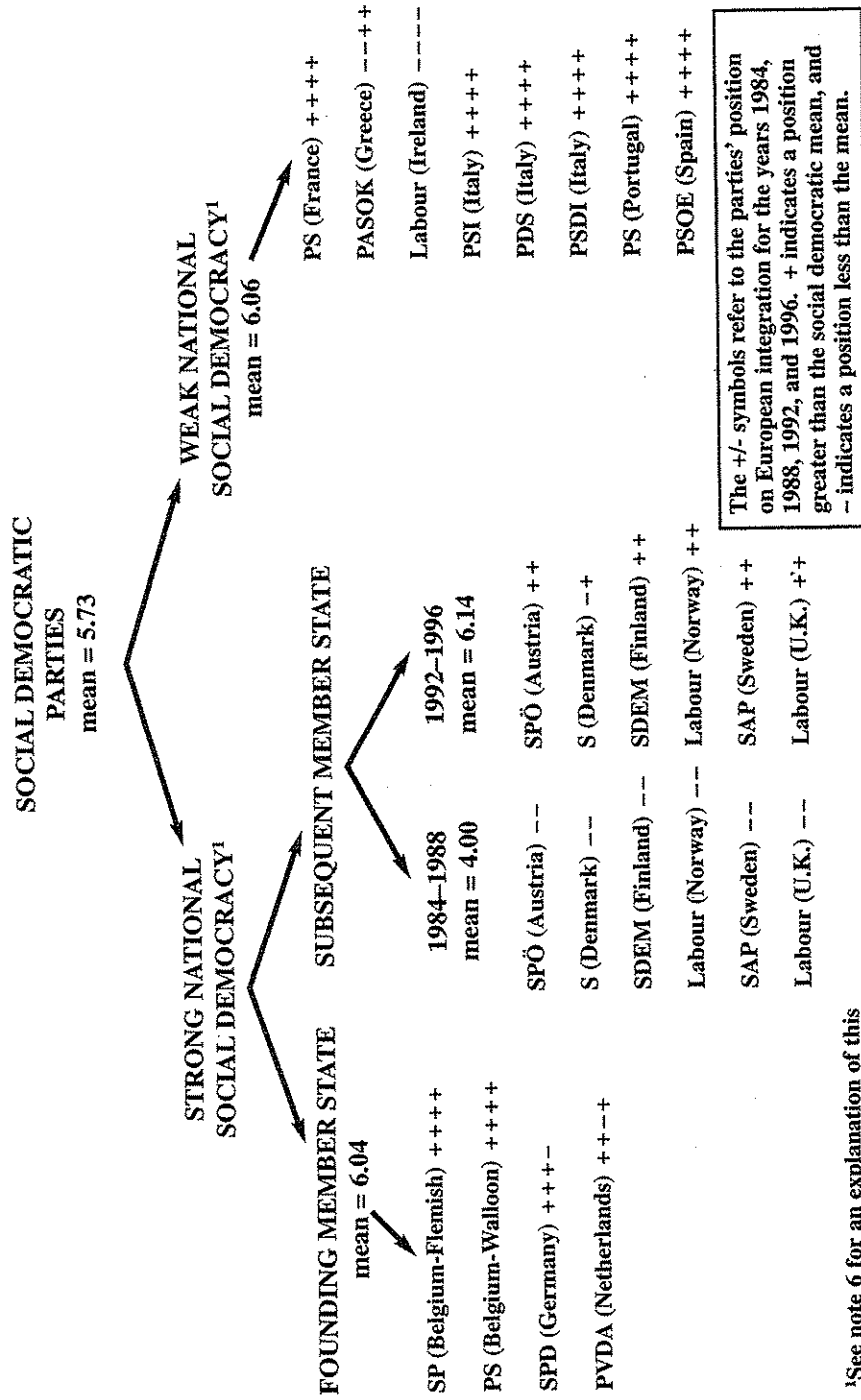 SOCIAL DEMOCRATIC
PARTIES
mean = 5.73
STRONG NATIONAL
SOCIAL DEMOCRACY¹
WEAK NATIONAL
SOCIAL DEMOCRACY¹
mean = 6.06
FOUNDING MEMBER STATE
mean = 6.04
SUBSEQUENT MEMBER STATE
1984–1988
mean = 4.00
1992–1996
mean = 6.14
SP (Belgium-Flemish) ++++
PS (Belgium-Walloon) ++++
SPD (Germany) +++–
PVDA (Netherlands) ++–+
SPÖ (Austria) ––
S (Denmark) ––
SDEM (Finland) ––
Labour (Norway) ––
SAP (Sweden) ––
Labour (U.K.) ––
SPÖ (Austria) ++
S (Denmark) –+
SDEM (Finland) ++
Labour (Norway) ++
SAP (Sweden) ++
Labour (U.K.) ++
PS (France) ++++
PASOK (Greece) ––++
Labour (Ireland) ––––
PSI (Italy) ++++
PDS (Italy) ++++
PSDI (Italy) ++++
PS (Portugal) ++++
PSOE (Spain) ++++
The +/- symbols refer to the parties' position
on European integration for the years 1984,
1988, 1992, and 1996. + indicates a position
greater than the social democratic mean, and
– indicates a position less than the mean.
¹See note 6 for an explanation of this